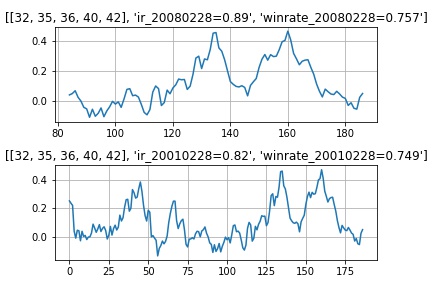 [[32, 35, 36, 40, 42], 'ir_20080228=0.89', 'winrate_20080228=0.757']
0.4
0.2
0.0
80 100 120 140 160 180
[[32, 35, 36, 40, 42], 'ir_20010228=0.82', 'winrate_20010228=0.749']
0.4
0.2
0.0
0 25 50 75 100 125 150 175